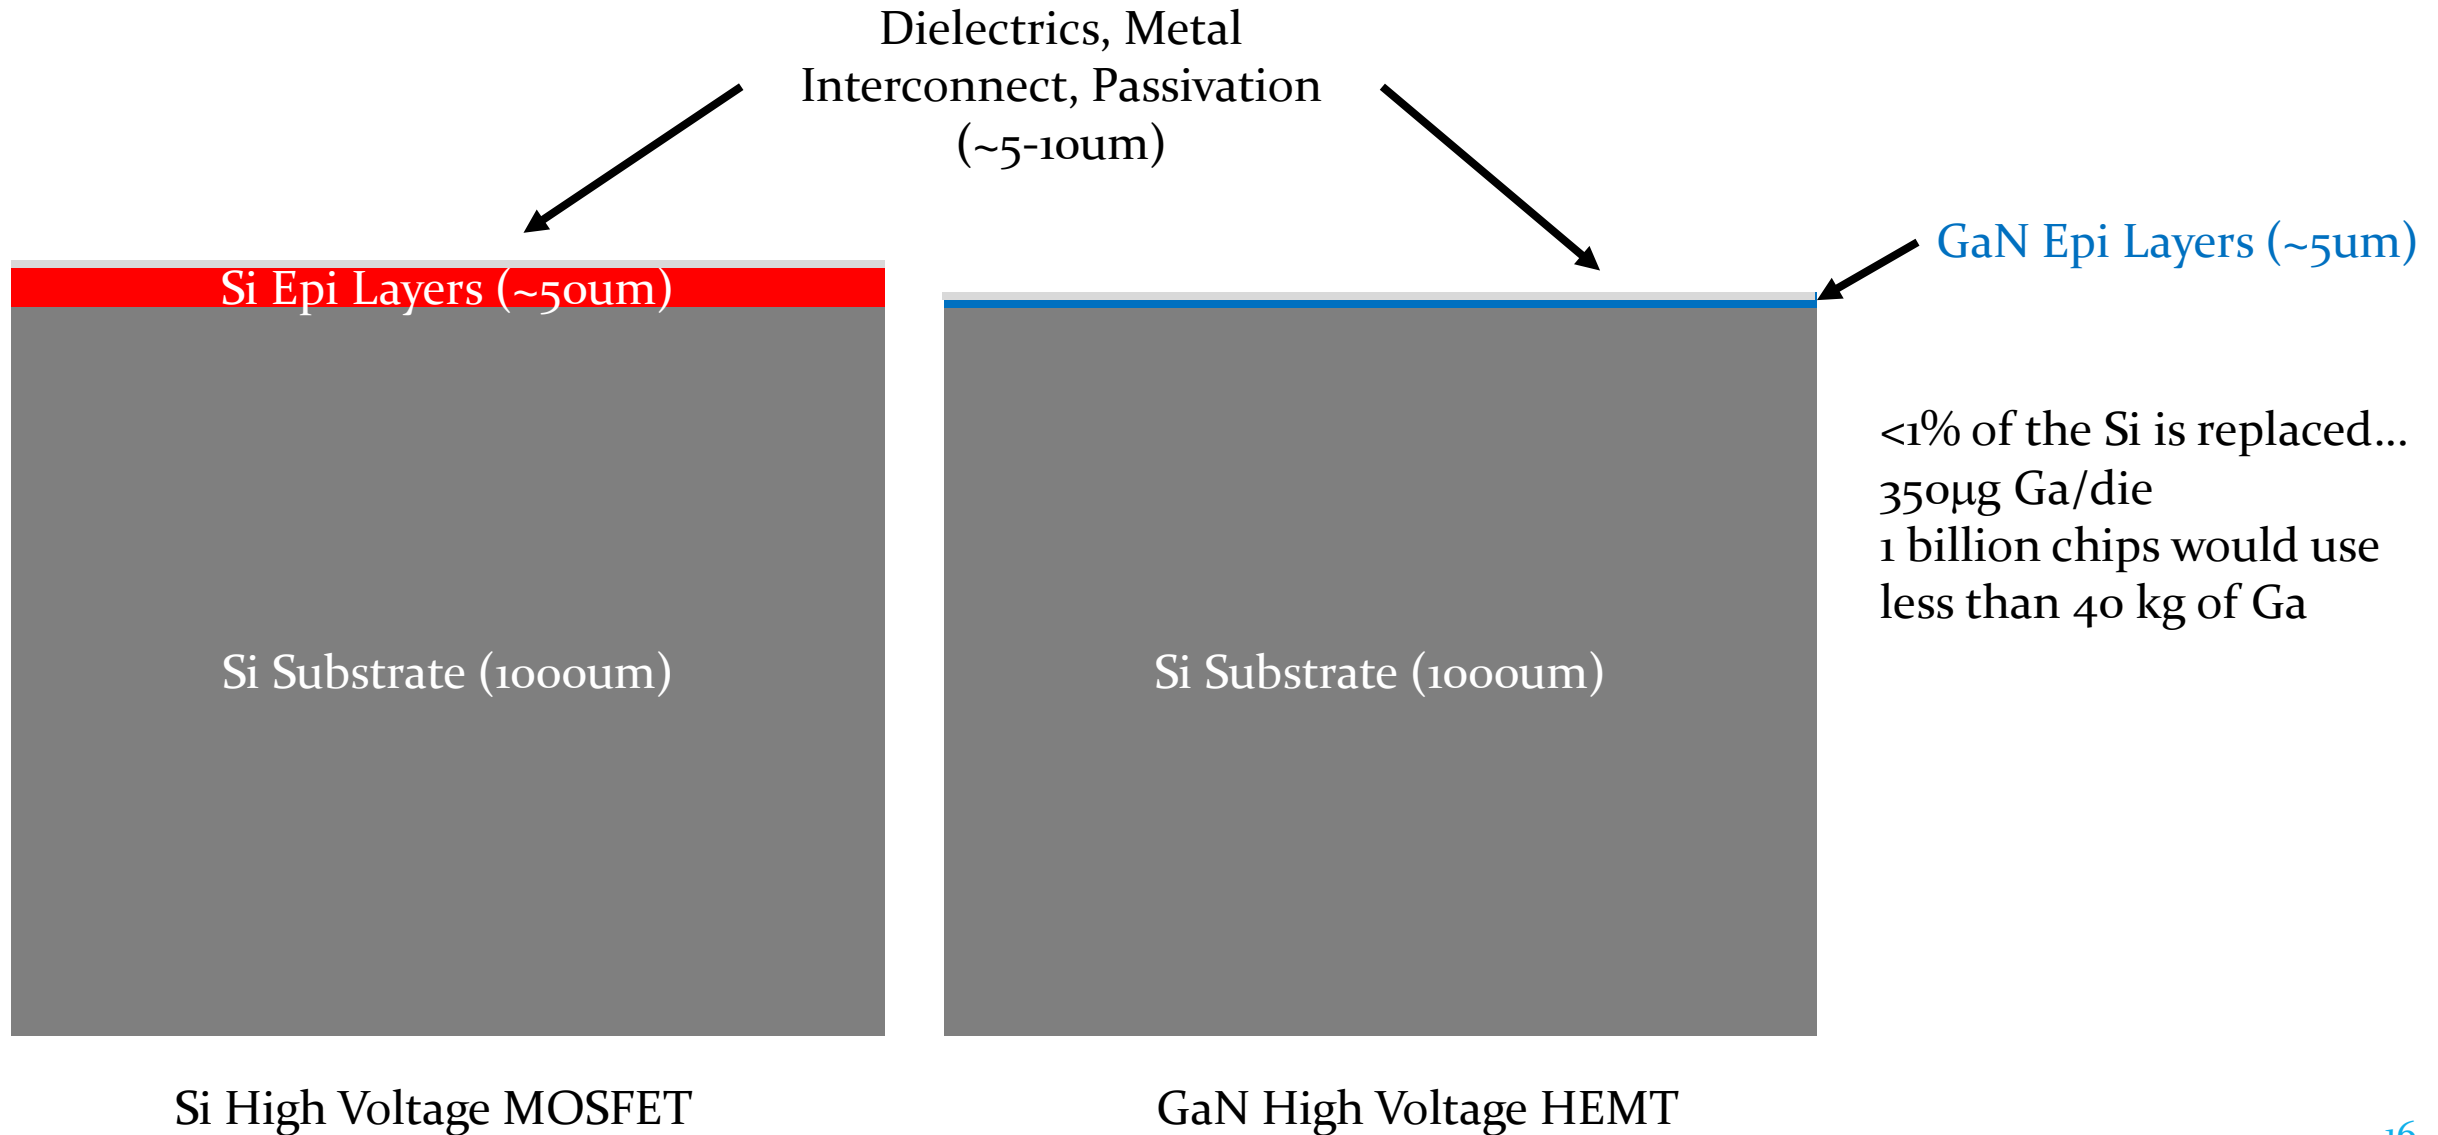 Dielectrics, Metal
Interconnect, Passivation
(~5-10um)
GaN Epi Layers (~5um)
Si Epi Layers (~50um)
<1% of the Si is replaced...
350µg Ga/die
1 billion chips would use
less than 40 kg of Ga
Si Substrate (1000um)
Si Substrate (1000um)
Si High Voltage MOSFET
GaN High Voltage HEMT
16